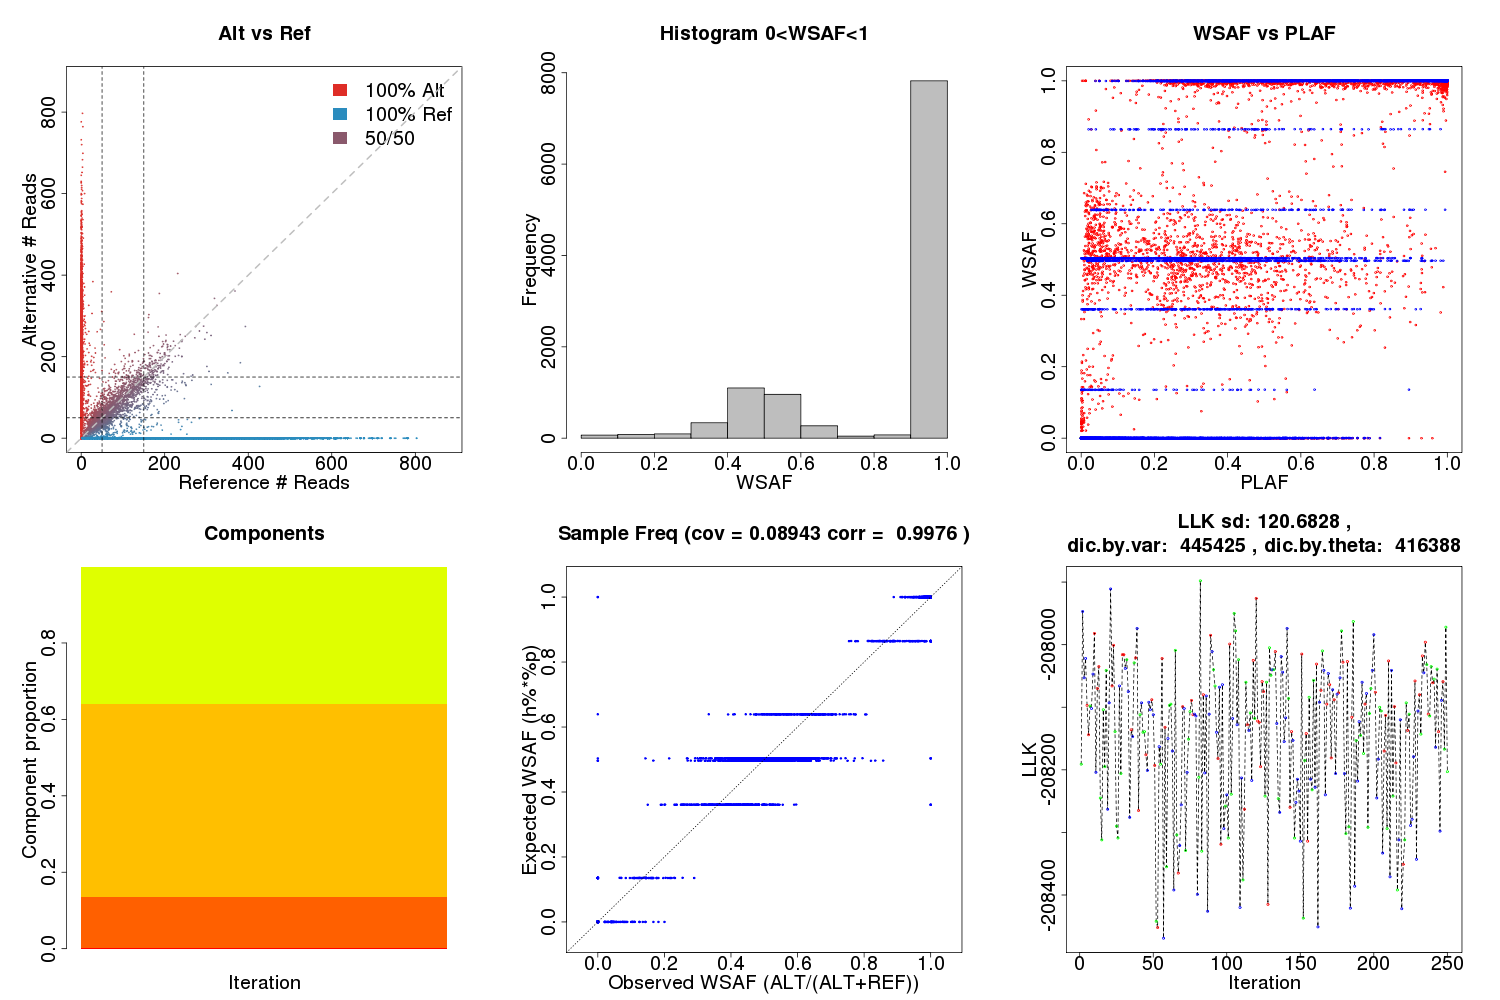 Alt vs Ref
100% Alt
100% Ref
50/50
Alternative # Reads
0 200 400 600 800
0 200 400 600 800
Reference # Reads
Histogram 0<WSAF<1
Frequency
0 2000 4000 6000 8000
0.0 0.2 0.4 0.6 0.8 1.0
WSAF
WSAF vs PLAF
WSAF
0.0 0.2 0.4 0.6 0.8 1.0
0.0 0.2 0.4 0.6 0.8 1.0
PLAF
Components
Component proportion
0.0 0.2 0.4 0.6 0.8
Iteration
Sample Freq (cov = 0.08943 corr = 0.9976 )
Expected WSAF (h%*%p)
0.0 0.2 0.4 0.6 0.8 1.0
0.0 0.2 0.4 0.6 0.8 1.0
Observed WSAF (ALT/(ALT+REF))
LLK sd: 120.6828 ,
dic.by.var: 445425 , dic.by.theta: 416388
LLK
-208400 -208200 -208000
0 50 100 150 200 250
Iteration